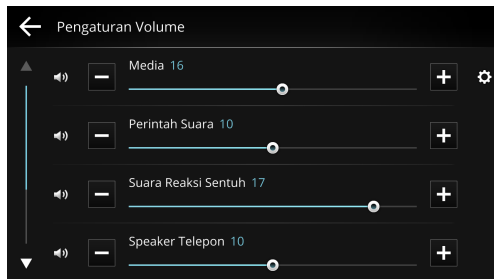 Pengaturan Volume
Media 16
Perintah Suara 10
Suara Reaksi Sentuh 17
Speaker Telepon 10